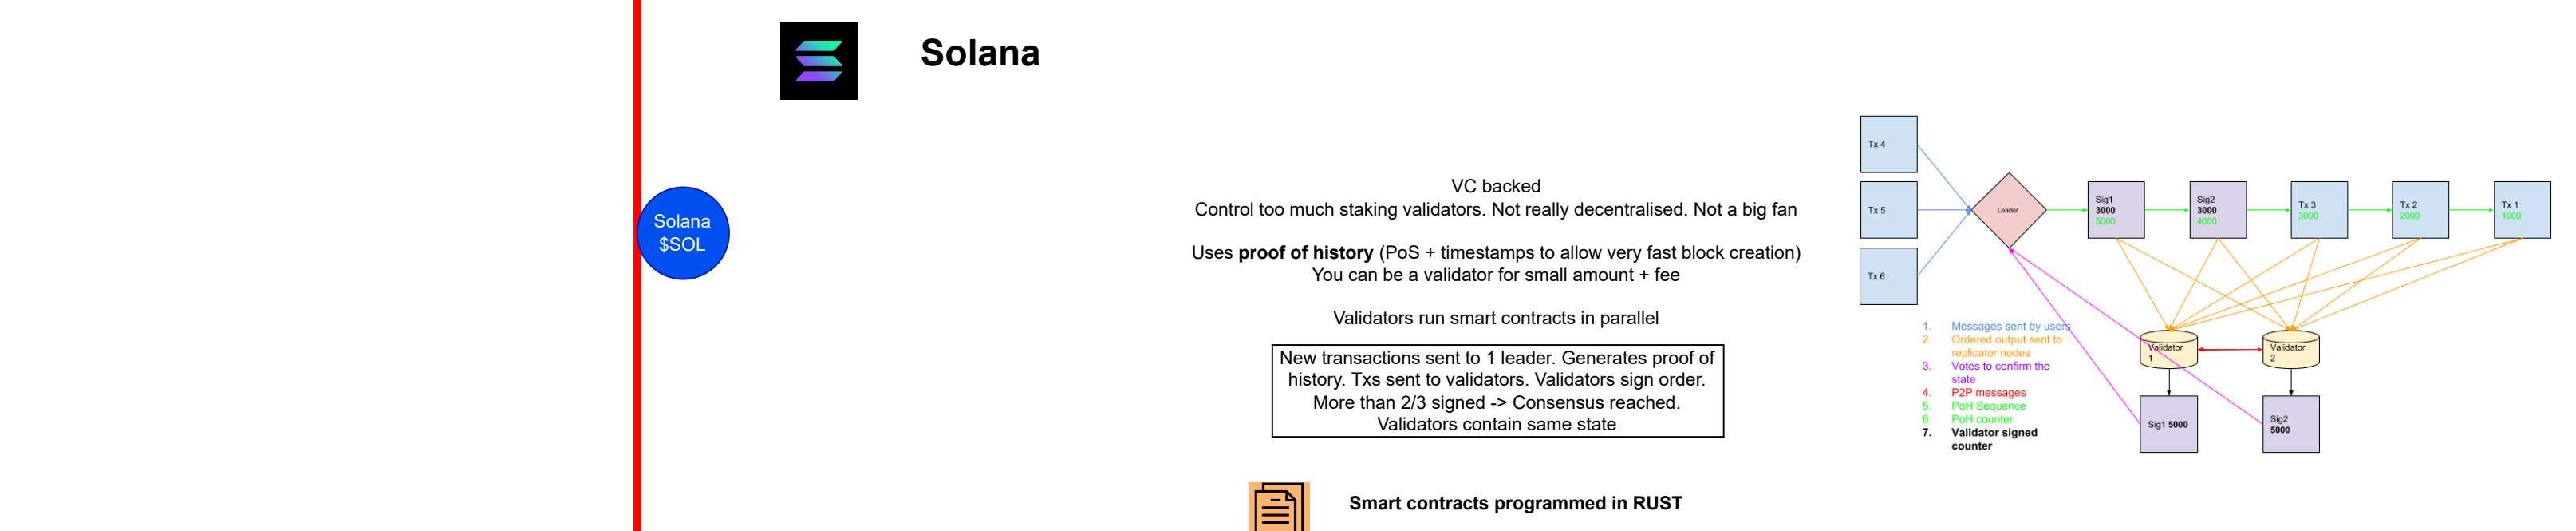 Solana
Solana
$SOL
VC backed
Control too much staking validators. Not really decentralised. Not a big fan
Uses proof of history (PoS + timestamps to allow very fast block creation)
You can be a validator for small amount + fee
Validators run smart contracts in parallel
New transactions sent to 1 leader. Generates proof of
history. Txs sent to validators. Validators sign order.
More than 2/3 signed -> Consensus reached.
Validators contain same state
Smart contracts programmed in RUST
Tx 4
Tx 5
Tx 6
Leader
Sig1
3000
5000
Sig2
3000
4000
Tx 3
3000
Tx 2
2000
Tx 1
1000
1. Messages sent by users
2. Ordered output sent to
replicator nodes
3. Votes to confirm the
state
4. P2P messages
5. PoH Sequence
6. PoH counter
7. Validator signed
counter
Validator
1
Validator
2
Sig1 5000
Sig2
5000